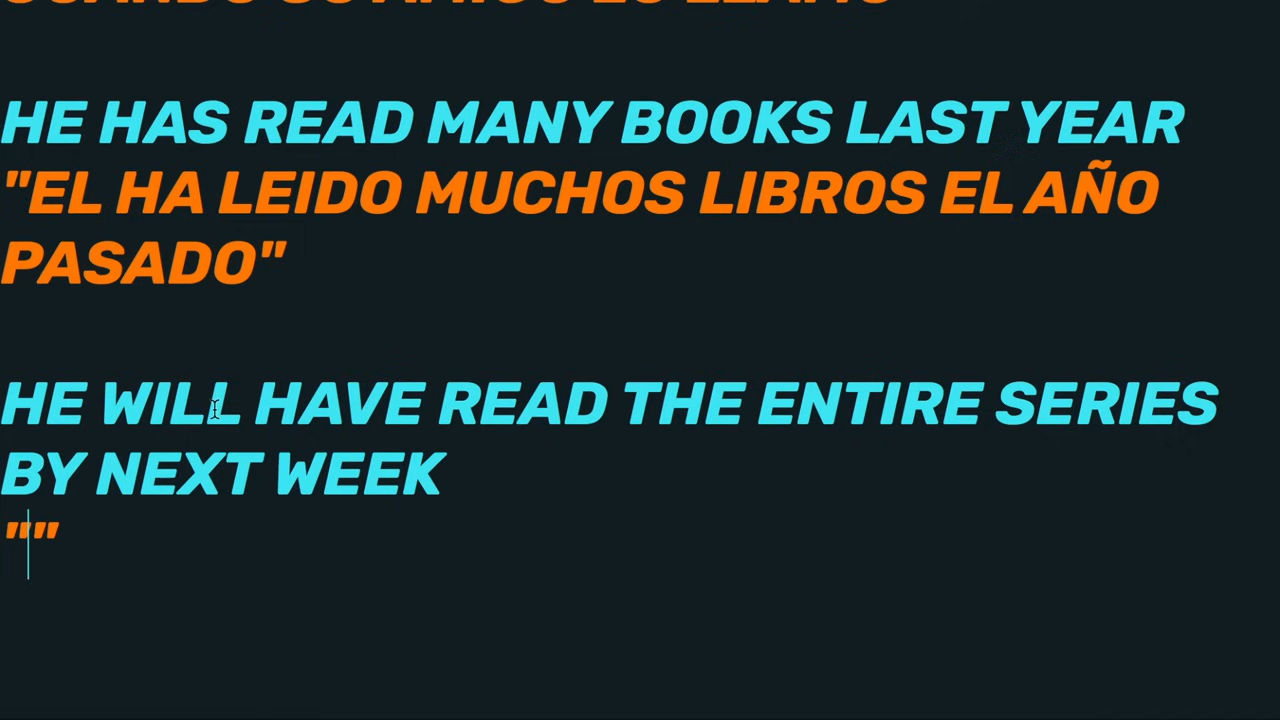 HE HAS READ MANY BOOKS LAST YEAR
"EL HA LEIDO MUCHOS LIBROS EL AÑO
PASADO"
HE WILL HAVE READ THE ENTIRE SERIES
BY NEXT WEEK
""